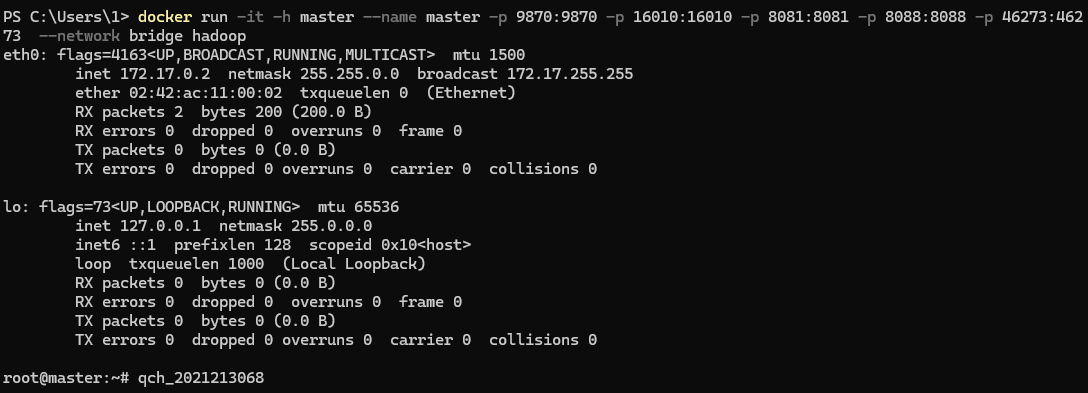 PS C:\Users\1> docker run -it -h master --name master -p 9870:9870 -p 16010:16010 -p 8081:8081 -p 8088:8088 -p 46273:462
73  --network bridge hadoop
eth0: flags=4163<UP,BROADCAST,RUNNING,MULTICAST>  mtu 1500
        inet 172.17.0.2  netmask 255.255.0.0  broadcast 172.17.255.255
        ether 02:42:ac:11:00:02  txqueuelen 0  (Ethernet)
        RX packets 2  bytes 200 (200.0 B)
        RX errors 0  dropped 0  overruns 0  frame 0
        TX packets 0  bytes 0 (0.0 B)
        TX errors 0  dropped 0 overruns 0  carrier 0  collisions 0

lo: flags=73<UP,LOOPBACK,RUNNING>  mtu 65536
        inet 127.0.0.1  netmask 255.0.0.0
        inet6 ::1  prefixlen 128  scopeid 0x10<host>
        loop  txqueuelen 1000  (Local Loopback)
        RX packets 0  bytes 0 (0.0 B)
        RX errors 0  dropped 0  overruns 0  frame 0
        TX packets 0  bytes 0 (0.0 B)
        TX errors 0  dropped 0 overruns 0  carrier 0  collisions 0

root@master:~# qch_2021213068